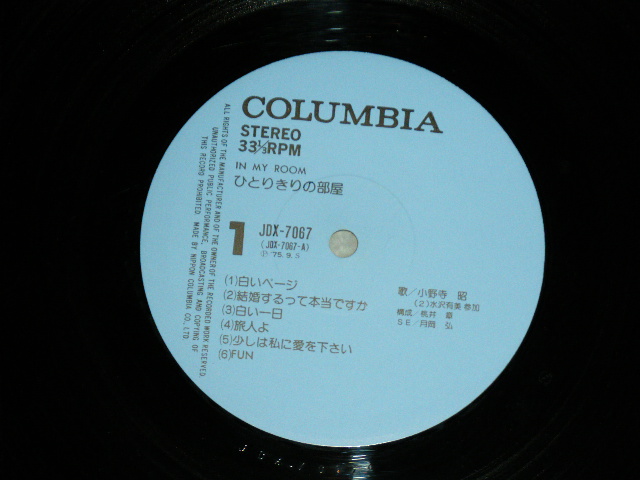 COLUMBIA
STEREO
33⅓RPM
IN MY ROOM
ひとりきりの部屋
1
JDX-7067
(JDX-7067-A)
Ⓟ '75. 9. 5
(1)白いページ
(2)結婚するって本当ですか
(3)白い一日
(4)旅人よ
(5)少しは私に愛を下さい
(6)FUN
歌／小野寺 昭
(2)水沢有美 参加
構成／桃井 章
SE／月岡 弘
ALL RIGHTS OF THE MANUFACTURER AND OF THE OWNER OF THE RECORDED WORK RESERVED.
UNAUTHORIZED PUBLIC PERFORMANCE, BROADCASTING AND COPYING OF
THIS RECORD PROHIBITED. MADE BY NIPPON COLUMBIA CO., LTD.